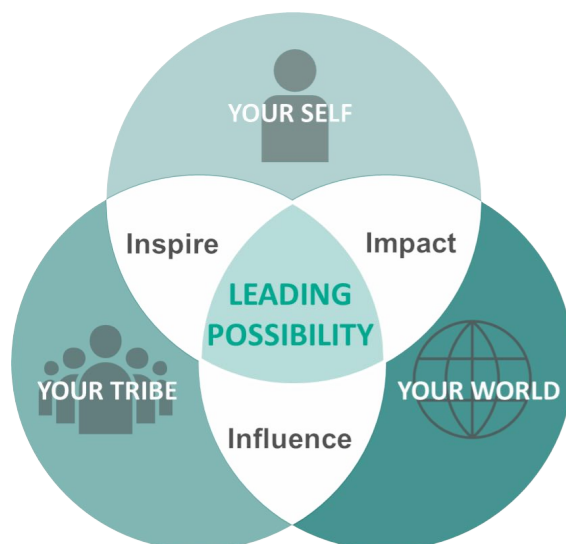 YOUR SELF
Inspire
Impact
LEADING
POSSIBILITY
YOUR TRIBE
YOUR WORLD
Influence